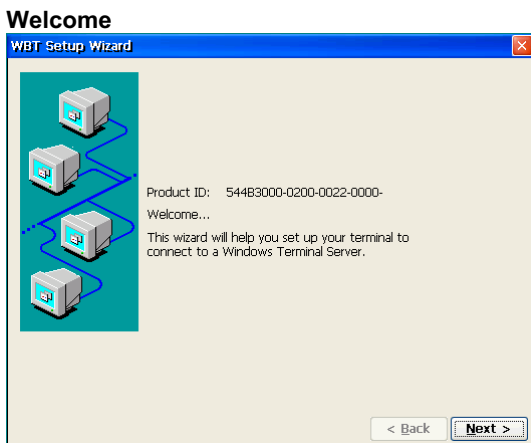 Welcome
WBT Setup Wizard
Product ID: 544B3000-0200-0022-0000-
Welcome...
This wizard will help you set up your terminal to
connect to a Windows Terminal Server.
< Back Next >